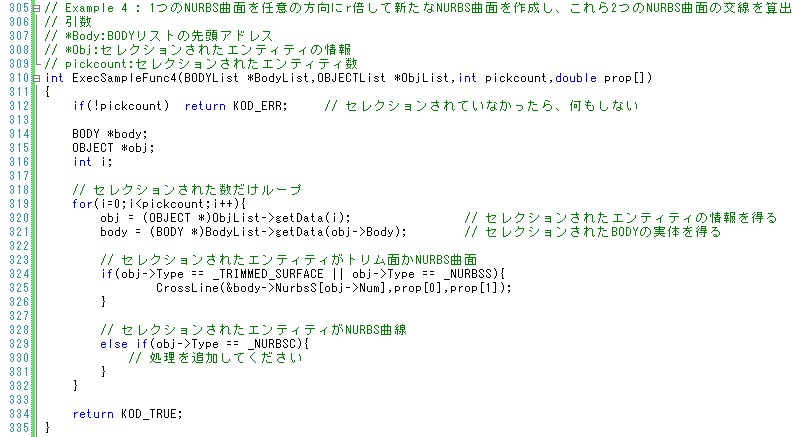 305 // Example 4 : 1つのNURBS曲面を任意の方向にr倍して新たなNURBS曲面を作成し、これら2つのNURBS曲面の交線を算出
306 // 引数
307 // *Body:BODYリストの先頭アドレス
308 // *Obj:セレクションされたエンティティの情報
309 // pickcount:セレクションされたエンティティ数
310 int ExecSampleFunc4(BODYList *BodyList,OBJECTList *ObjList,int pickcount,double prop[])
311 {
312 if(!pickcount) return KOD_ERR; // セレクションされていなかったら、何もしない
313
314 BODY *body;
315 OBJECT *obj;
316 int i;
317
318 // セレクションされた数だけループ
319 for(i=0;i<pickcount;i++){
320 obj = (OBJECT *)ObjList->getData(i); // セレクションされたエンティティの情報を得る
321 body = (BODY *)BodyList->getData(obj->Body); // セレクションされたBODYの実体を得る
322
323 // セレクションされたエンティティがトリム面かNURBS曲面
324 if(obj->Type == _TRIMMED_SURFACE || obj->Type == _NURBSS){
325 CrossLine(&body->NurbsS[obj->Num],prop[0],prop[1]);
326 }
327
328 // セレクションされたエンティティがNURBS曲線
329 else if(obj->Type == _NURBSC){
330 // 処理を追加してください
331 }
332 }
333
334 return KOD_TRUE;
335 }